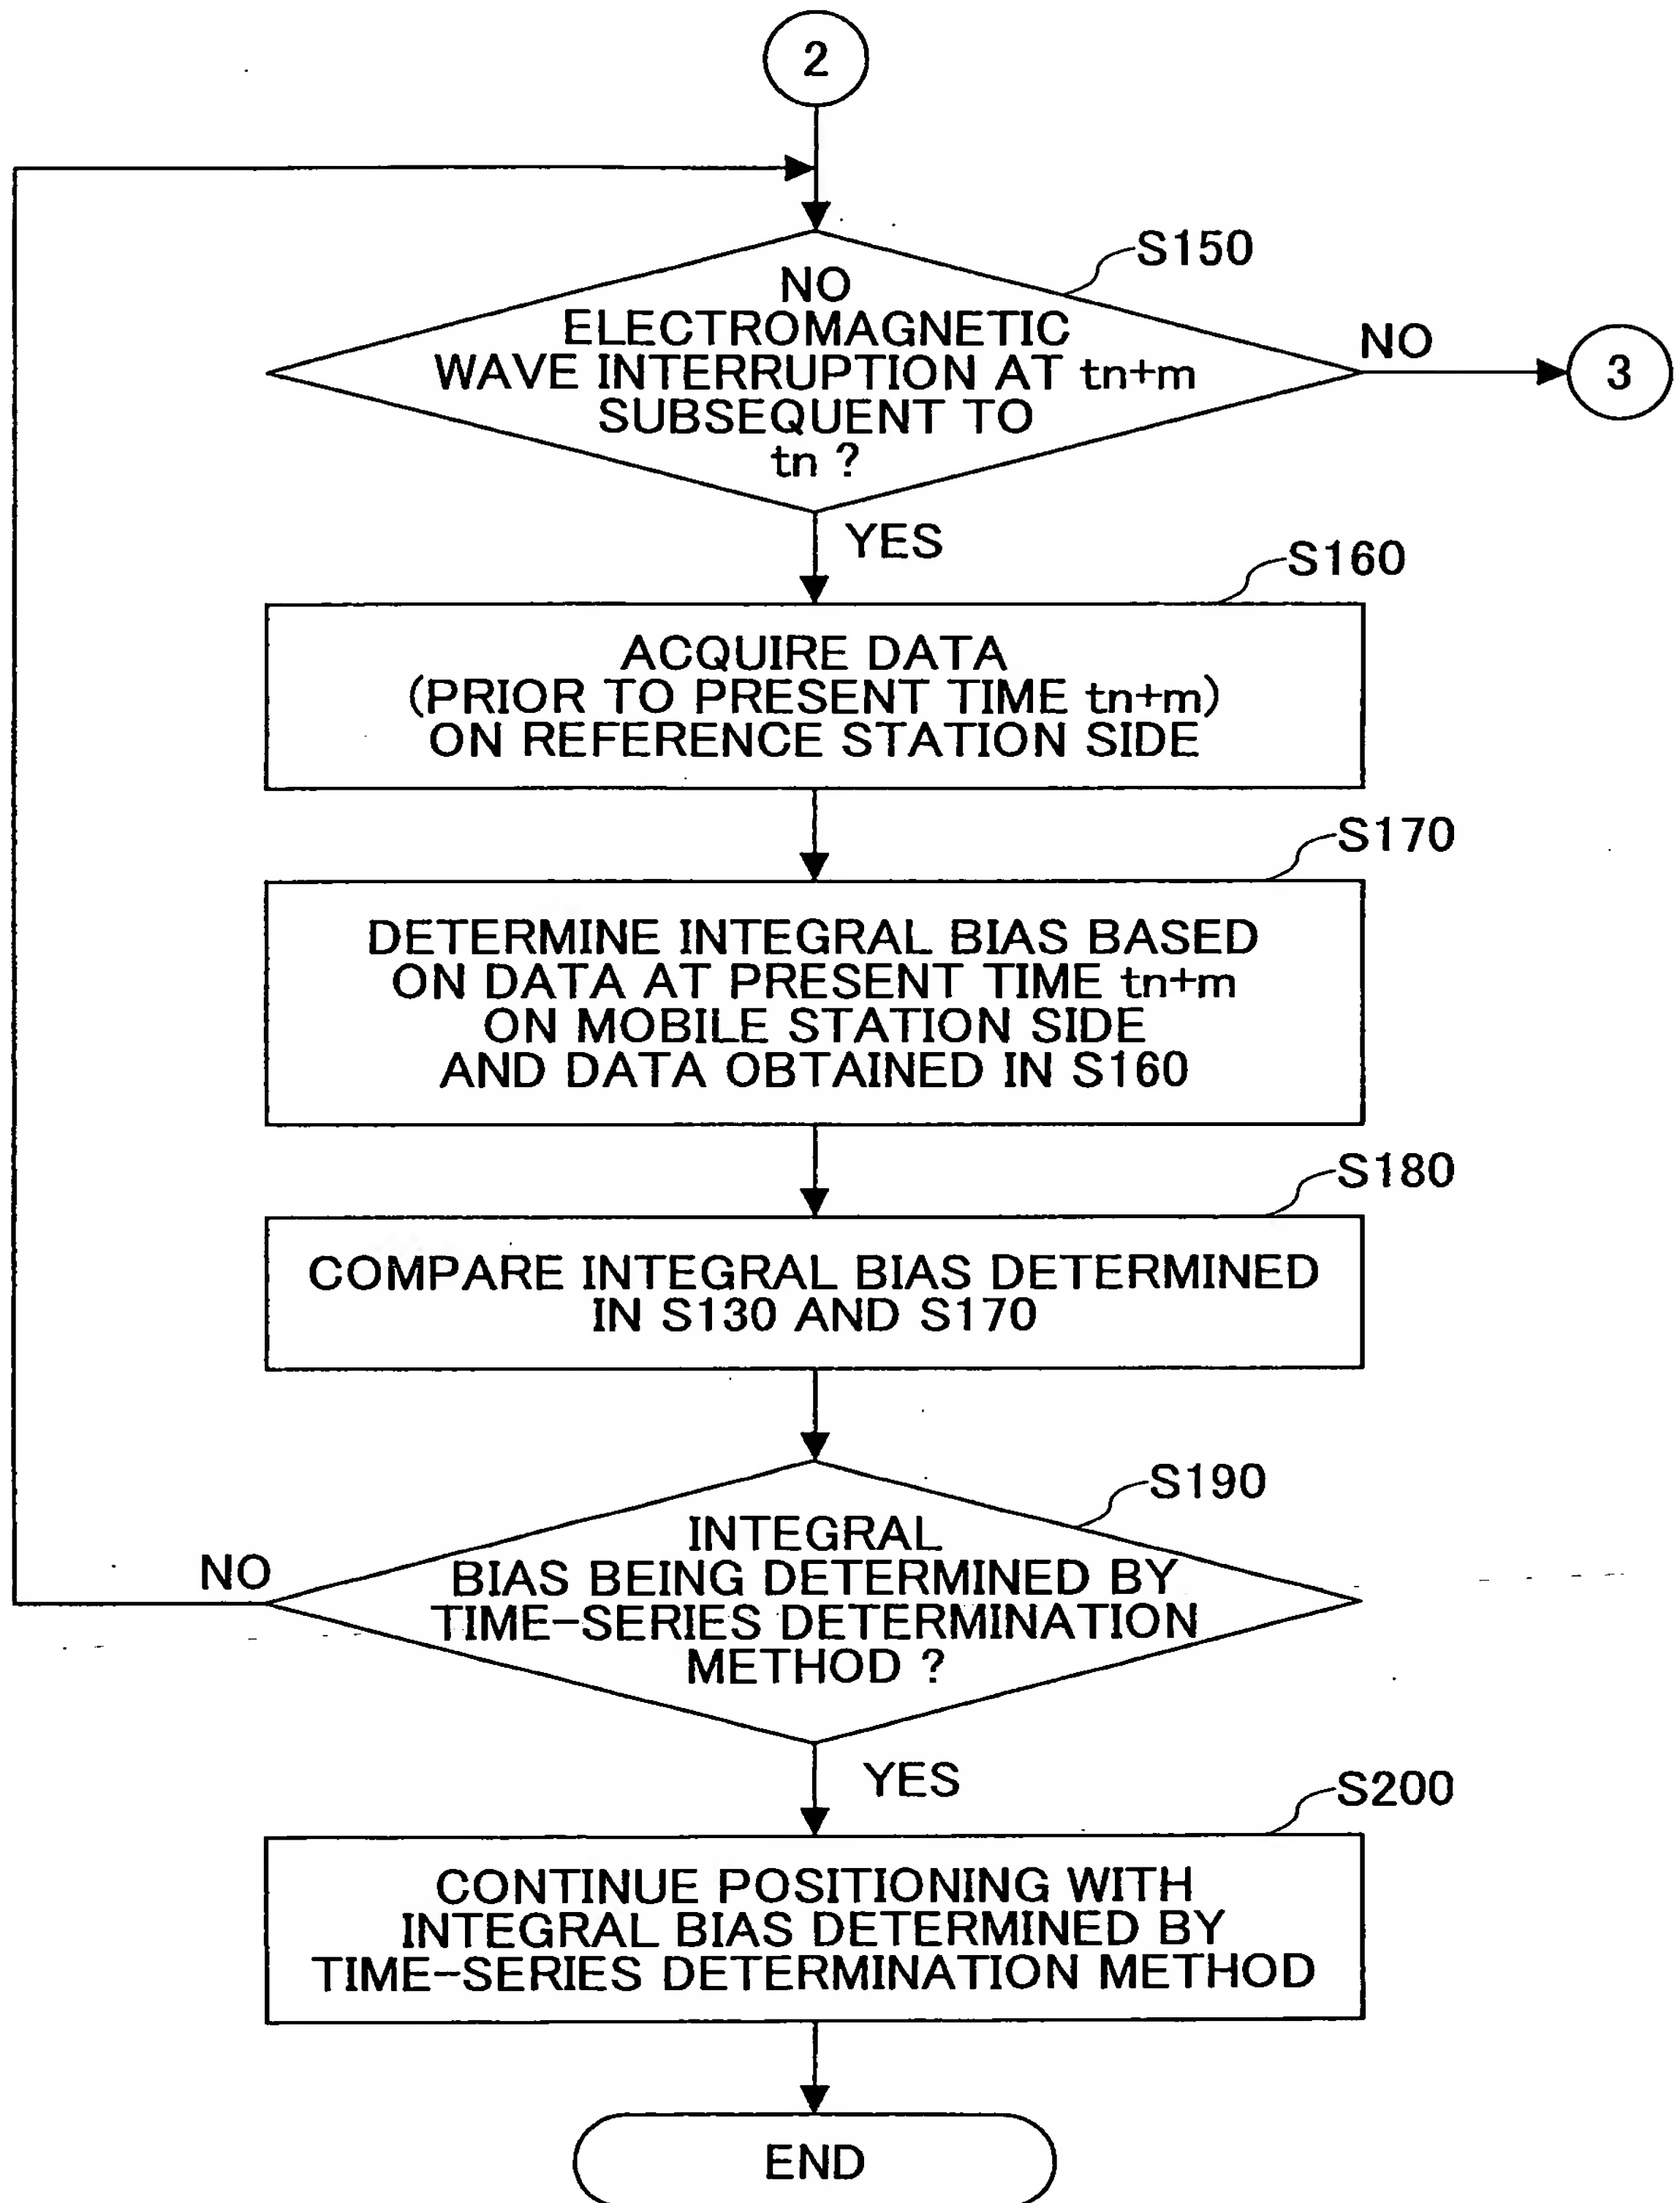 2
S150
NO
ELECTROMAGNETIC
WAVE INTERRUPTION AT tn+m
SUBSEQUENT TO
tn ?
NO
3
YES
S160
ACQUIRE DATA
(PRIOR TO PRESENT TIME tn+m)
ON REFERENCE STATION SIDE
S170
DETERMINE INTEGRAL BIAS BASED
ON DATA AT PRESENT TIME tn+m
ON MOBILE STATION SIDE
AND DATA OBTAINED IN S160
S180
COMPARE INTEGRAL BIAS DETERMINED
IN S130 AND S170
S190
INTEGRAL
BIAS BEING DETERMINED BY
TIME-SERIES DETERMINATION
METHOD ?
NO
YES
S200
CONTINUE POSITIONING WITH
INTEGRAL BIAS DETERMINED BY
TIME-SERIES DETERMINATION METHOD
END